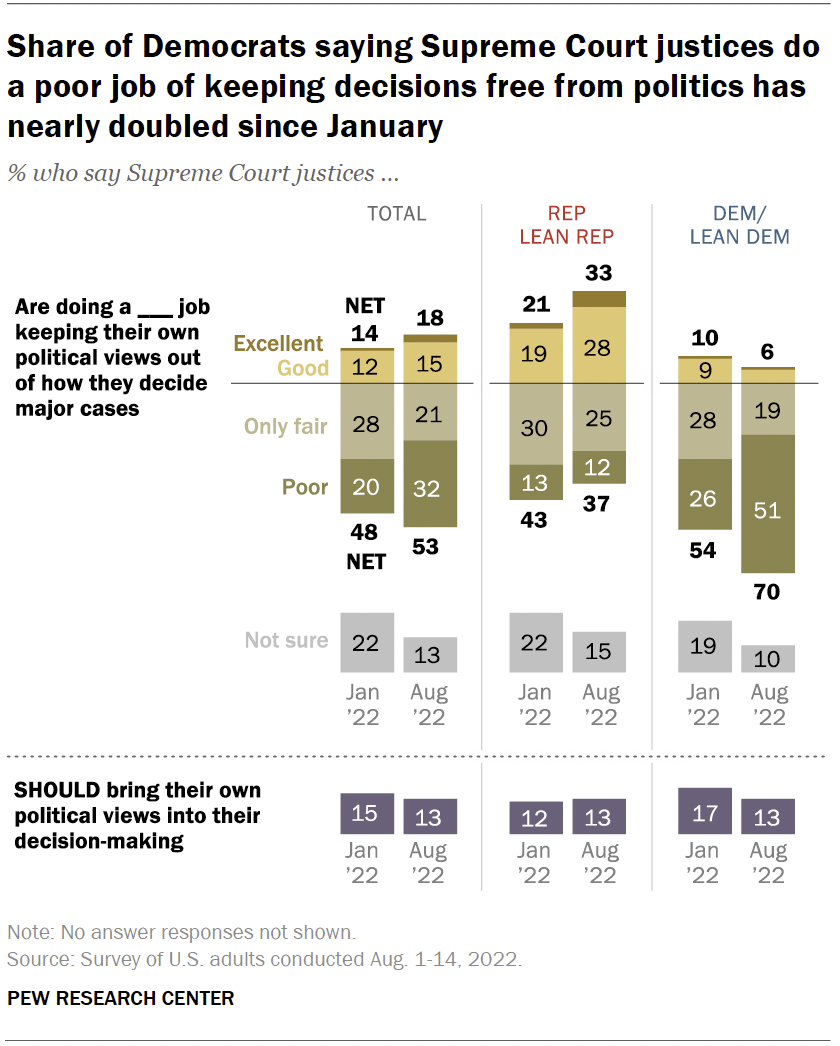 Share of Democrats saying Supreme Court justices do
a poor job of keeping decisions free from politics has
nearly doubled since January
% who say Supreme Court justices ...
TOTAL
REP
LEAN REP
DEM/
LEAN DEM
Are doing a ___ job
keeping their own
political views out
of how they decide
major cases
Excellent
Good
Only fair
Poor
Not sure
NET
14
12
28
20
48
NET
22
Jan
’22
18
15
21
32
53
13
Aug
’22
21
19
30
13
43
22
Jan
’22
33
28
25
12
37
15
Aug
’22
10
9
28
26
54
19
Jan
’22
6
19
51
70
10
Aug
’22
SHOULD bring their own
political views into their
decision-making
15 13 12 13 17 13
Jan Aug Jan Aug Jan Aug
’22 ’22 ’22 ’22 ’22 ’22
Note: No answer responses not shown.
Source: Survey of U.S. adults conducted Aug. 1-14, 2022.
PEW RESEARCH CENTER